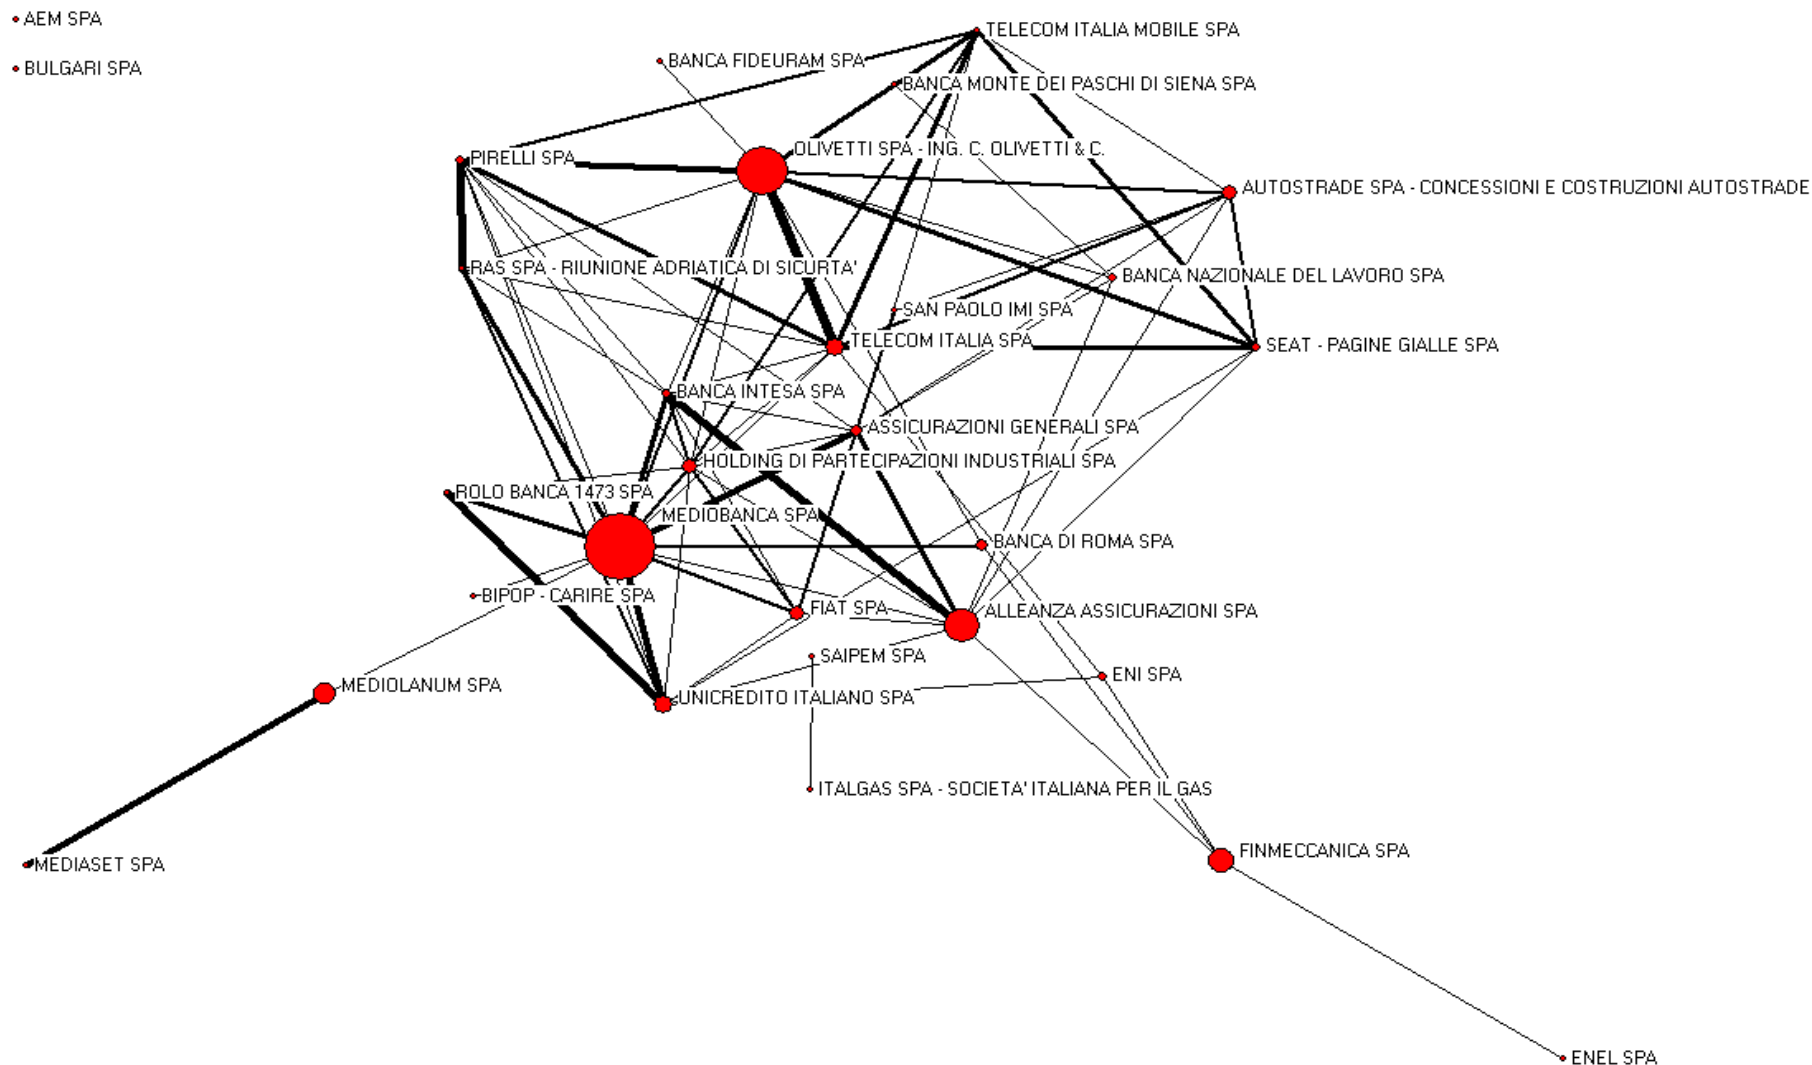 AEM SPA
TELECOM ITALIA MOBILE SPA
BANCA FIDEURAM SPA
BULGARI SPA
BANCA MONTE DEI PASCHI DI SIENA SPA
OLIVETTI SPA - ING. C. OLIVETTI & C.
PIRELLI SPA
AUTOSTRADE SPA - CONCESSIONI E COSTRUZIONI AUTOSTRADE
RAS SPA - RIUNIONE ADRIATICA DI SICURTA'
BANCA NAZIONALE DEL LAVORO SPA
SAN PAOLO IMI SPA
TELECOM ITALIA SPA
SEAT - PAGINE GIALLE SPA
BANCA INTESA SPA
ASSICURAZIONI GENERALI SPA
HOLDING DI PARTECIPAZIONI INDUSTRIALI SPA
ROLO BANCA 1473 SPA
MEDIOBANCA SPA
BANCA DI ROMA SPA
BIPOP - CARIRE SPA
FIAT SPA
ALLEANZA ASSICURAZIONI SPA
SAIPEM SPA
ENI SPA
MEDIOLANUM SPA
UNICREDITO ITALIANO SPA
ITALGAS SPA - SOCIETA' ITALIANA PER IL GAS
FINMECCANICA SPA
MEDIASET SPA
ENEL SPA